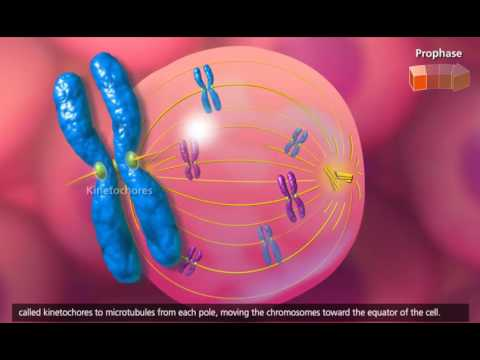 Prophase
Kinetochores
called kinetochores to microtubules from each pole, moving the chromosomes toward the equator of the cell.